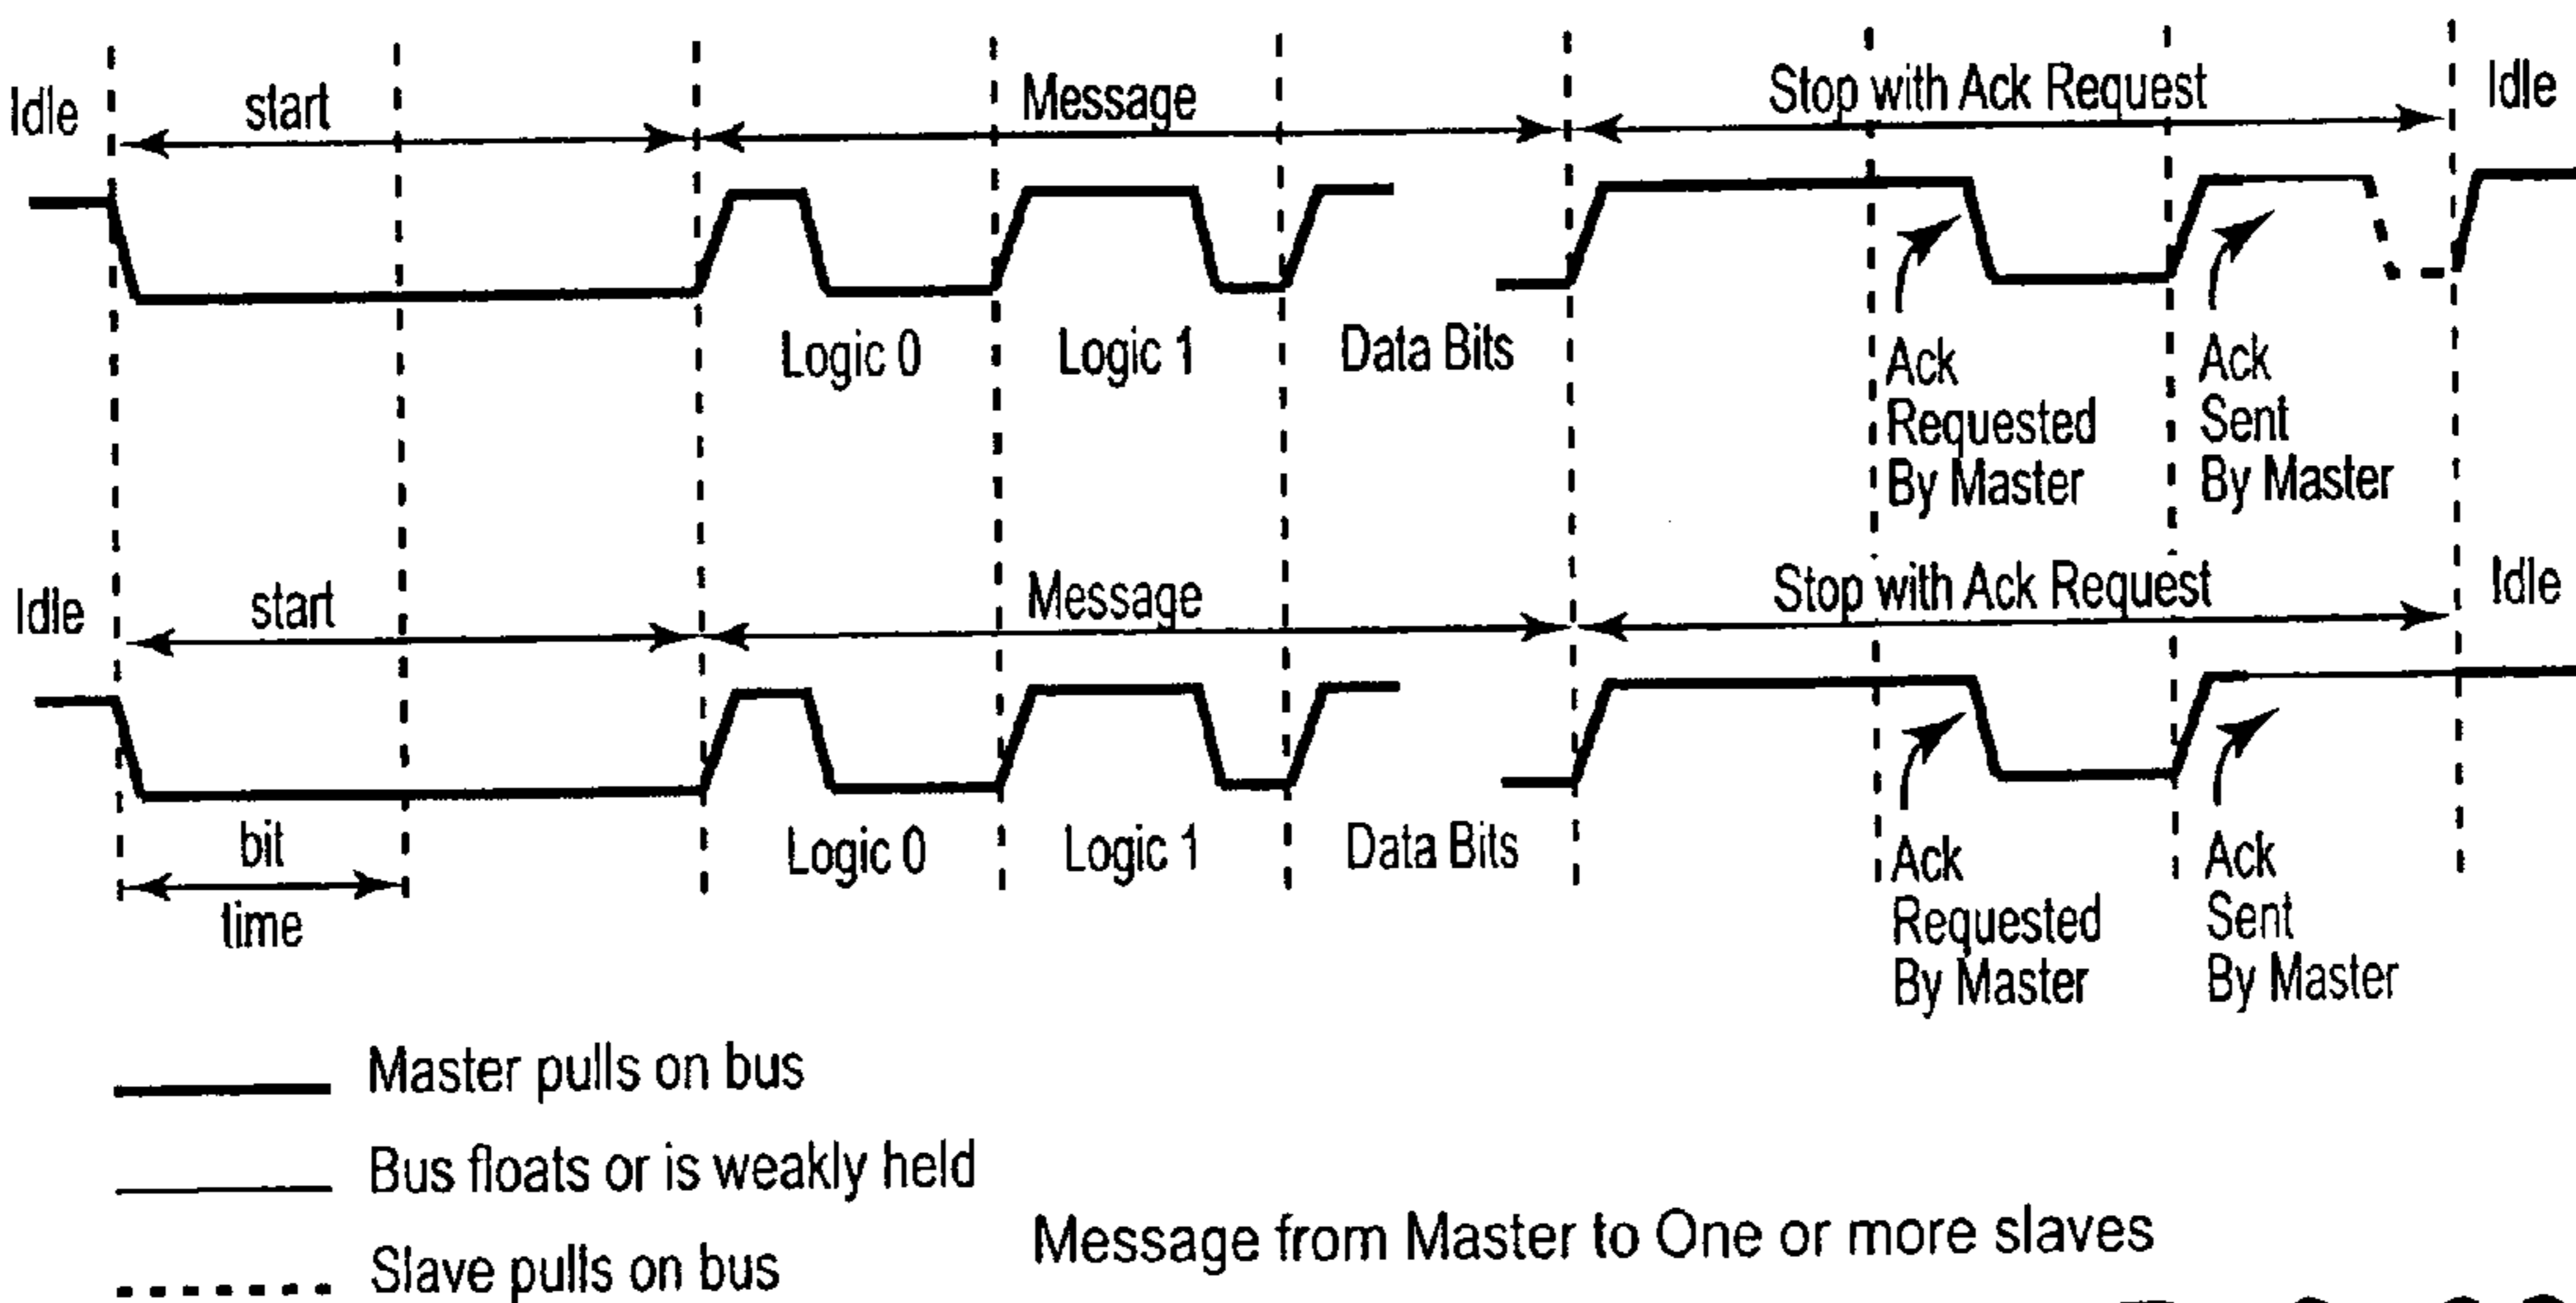 Idle
start
Message
Stop with Ack Request
Idle
Logic 0
Logic 1
Data Bits
Ack
Requested
By Master
Ack
Sent
By Master
Idle
start
Message
Stop with Ack Request
Idle
bit
time
Logic 0
Logic 1
Data Bits
Ack
Requested
By Master
Ack
Sent
By Master
Master pulls on bus
Bus floats or is weakly held
Slave pulls on bus
Message from Master to One or more slaves